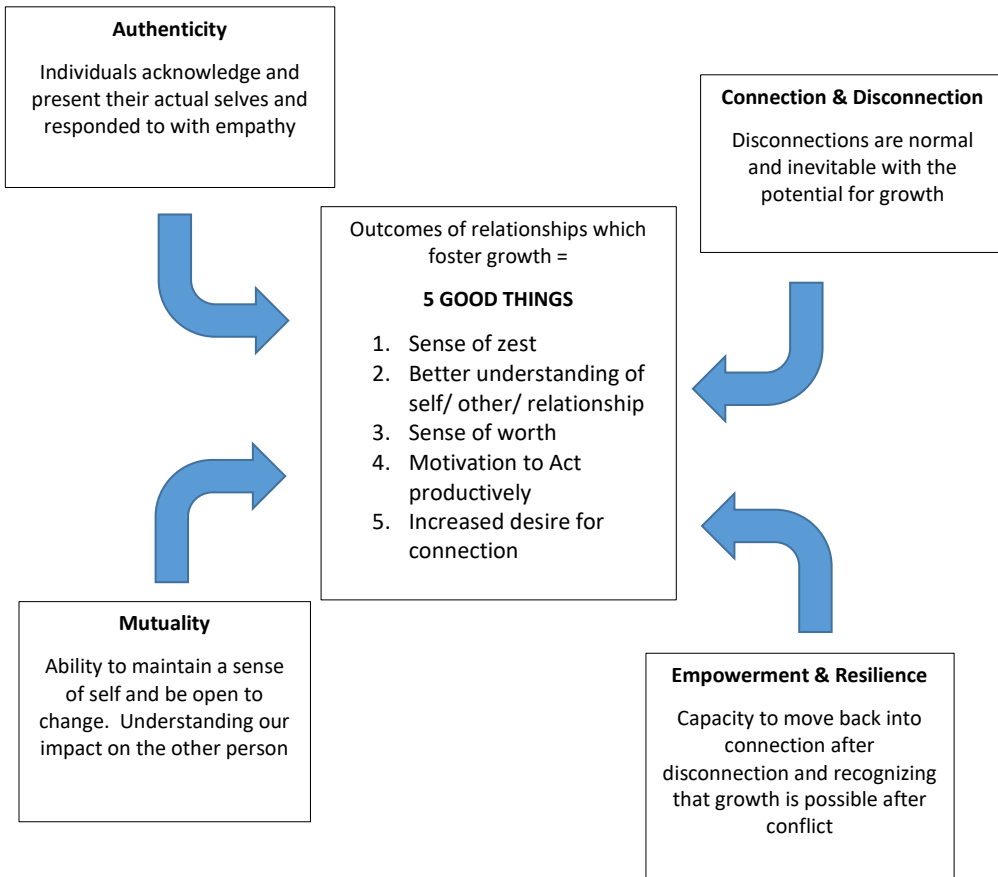 Authenticity
Individuals acknowledge and
present their actual selves and
responded to with empathy
Connection & Disconnection
Disconnections are normal
and inevitable with the
potential for growth
Outcomes of relationships which
foster growth =
5 GOOD THINGS
1. Sense of zest
2. Better understanding of
self/ other/ relationship
3. Sense of worth
4. Motivation to Act
productively
5. Increased desire for
connection
Mutuality
Ability to maintain a sense
of self and be open to
change.  Understanding our
impact on the other person
Empowerment & Resilience
Capacity to move back into
connection after
disconnection and recognizing
that growth is possible after
conflict